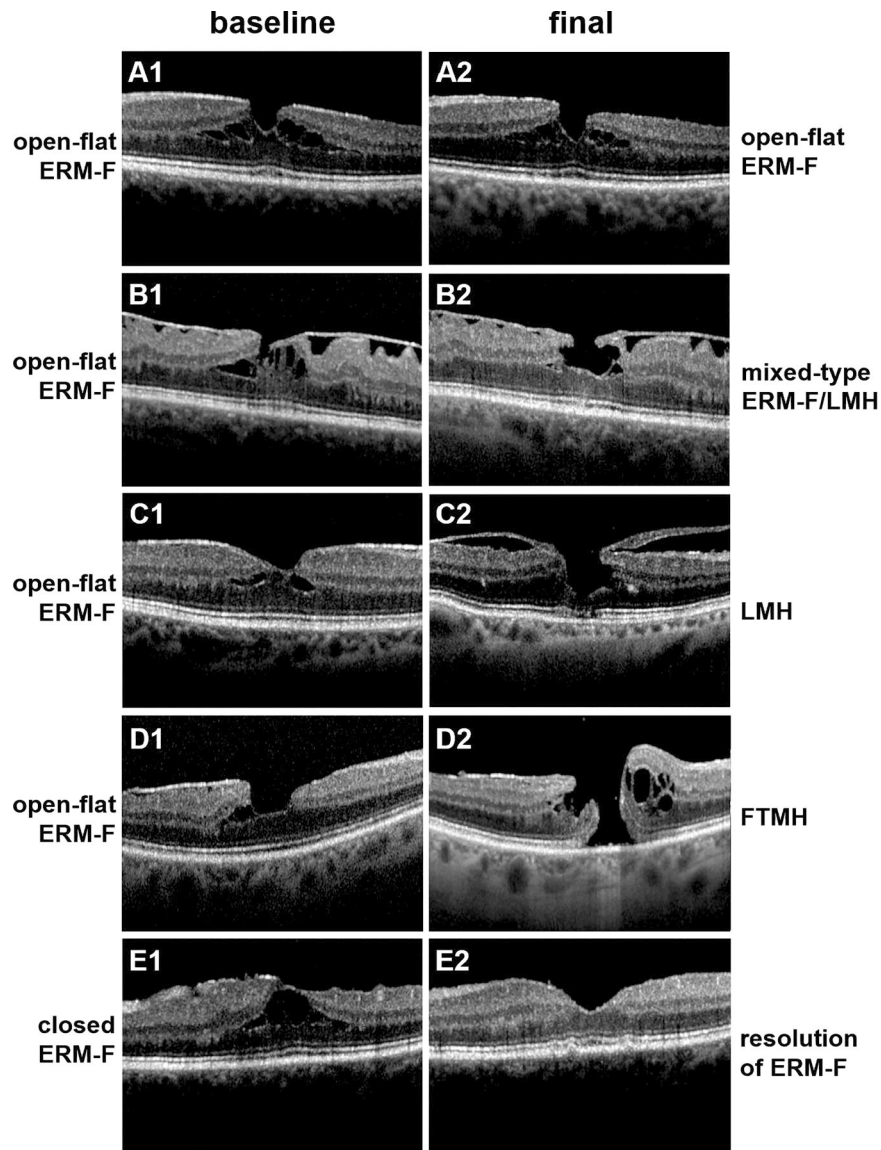 baseline final
A1 A2
open-flat
ERM-F
open-flat
ERM-F
B1 B2
open-flat
ERM-F
mixed-type
ERM-F/LMH
C1 C2
open-flat
ERM-F
LMH
D1 D2
open-flat
ERM-F
FTMH
E1 E2
closed
ERM-F
resolution
of ERM-F